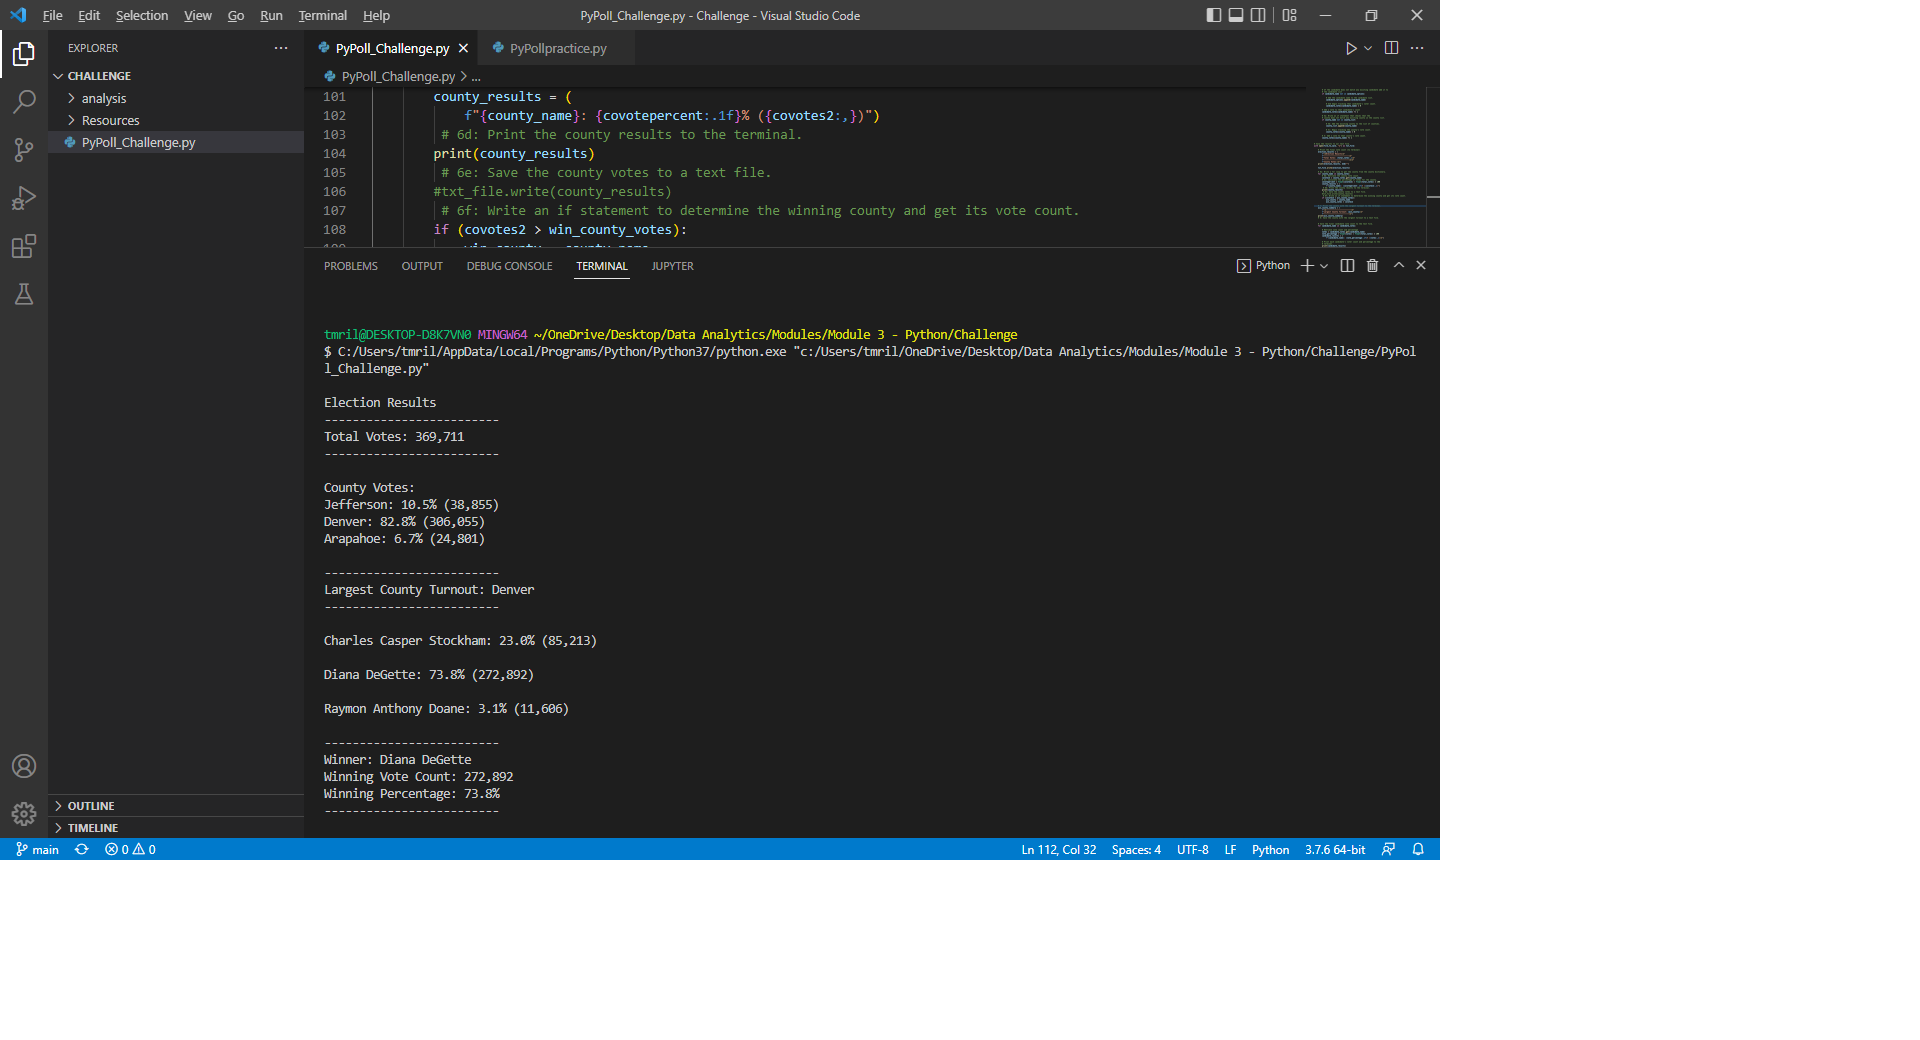 File Edit Selection View Go Run Terminal Help PyPoll_Challenge.py - Challenge - Visual Studio Code
EXPLORER
CHALLENGE
analysis
Resources
PyPoll_Challenge.py
OUTLINE
TIMELINE
PyPoll_Challenge.py PyPollpractice.py
PyPoll_Challenge.py > ...
101 county_results = (
102 f"{county_name}: {covotepercent:.1f}% ({covotes2:,})")
103 # 6d: Print the county results to the terminal.
104 print(county_results)
105 # 6e: Save the county votes to a text file.
106 #txt_file.write(county_results)
107 # 6f: Write an if statement to determine the winning county and get its vote count.
108 if (covotes2 > win_county_votes):
PROBLEMS OUTPUT DEBUG CONSOLE TERMINAL JUPYTER Python
tmril@DESKTOP-D8K7VN0 MINGW64 ~/OneDrive/Desktop/Data Analytics/Modules/Module 3 - Python/Challenge
$ C:/Users/tmril/AppData/Local/Programs/Python/Python37/python.exe "c:/Users/tmril/OneDrive/Desktop/Data Analytics/Modules/Module 3 - Python/Challenge/PyPol
l_Challenge.py"
Election Results
-------------------------
Total Votes: 369,711
-------------------------
County Votes:
Jefferson: 10.5% (38,855)
Denver: 82.8% (306,055)
Arapahoe: 6.7% (24,801)
-------------------------
Largest County Turnout: Denver
-------------------------
Charles Casper Stockham: 23.0% (85,213)
Diana DeGette: 73.8% (272,892)
Raymon Anthony Doane: 3.1% (11,606)
-------------------------
Winner: Diana DeGette
Winning Vote Count: 272,892
Winning Percentage: 73.8%
-------------------------
main 0 0 Ln 112, Col 32 Spaces: 4 UTF-8 LF Python 3.7.6 64-bit